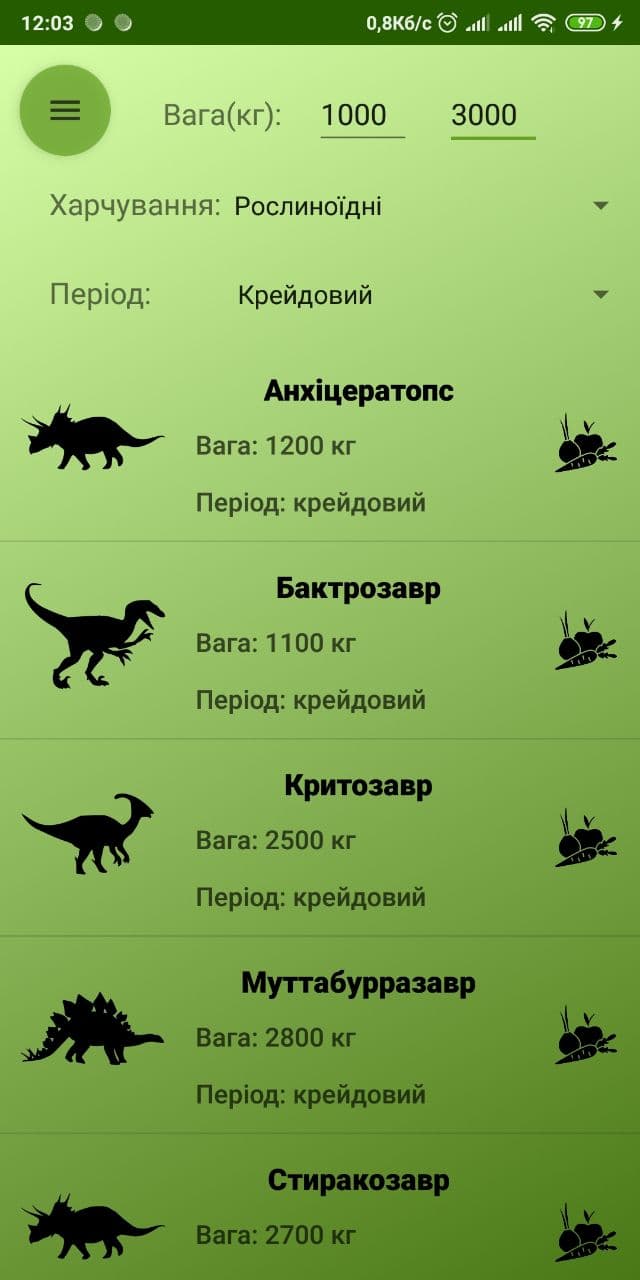 12:03 0,8Кб/с 97
Вага(кг): 1000 3000
Харчування: Рослиноїдні
Період: Крейдовий
Анхіцератопс
Вага: 1200 кг
Період: крейдовий
Бактрозавр
Вага: 1100 кг
Період: крейдовий
Критозавр
Вага: 2500 кг
Період: крейдовий
Муттабурразавр
Вага: 2800 кг
Період: крейдовий
Стиракозавр
Вага: 2700 кг